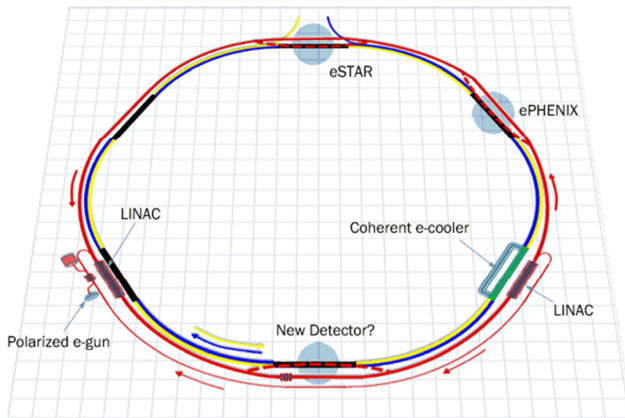 eSTAR
ePHENIX
LINAC
Coherent e-cooler
LINAC
Polarized e-gun
New Detector?